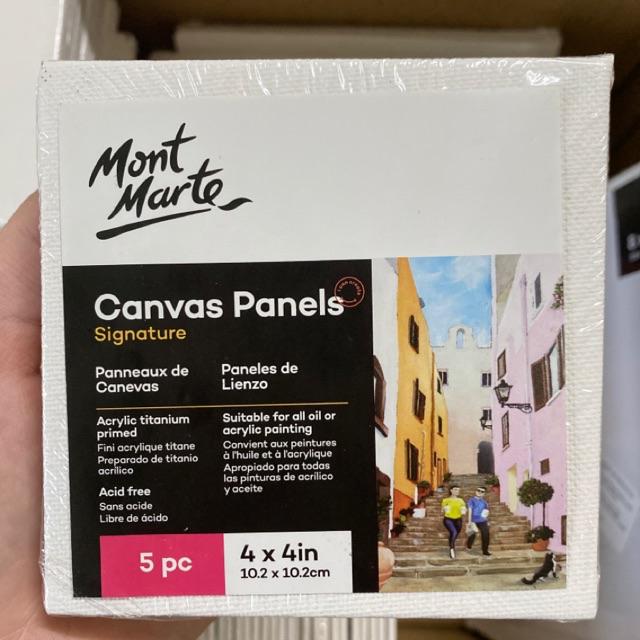 Mont
Marte
Canvas Panels
Signature
Panneaux de
Canevas
Paneles de
Lienzo
Acrylic titanium
primed
Fini acrylique titane
Preparado de titanio
acrílico
Acid free
Sans acide
Libre de ácido
Suitable for all oil or
acrylic painting
Convient aux peintures
à l'huile et à l'acrylique
Apropiado para todas
las pinturas de acrílico
y aceite
5 pc
4 x 4in
10.2 x 10.2cm